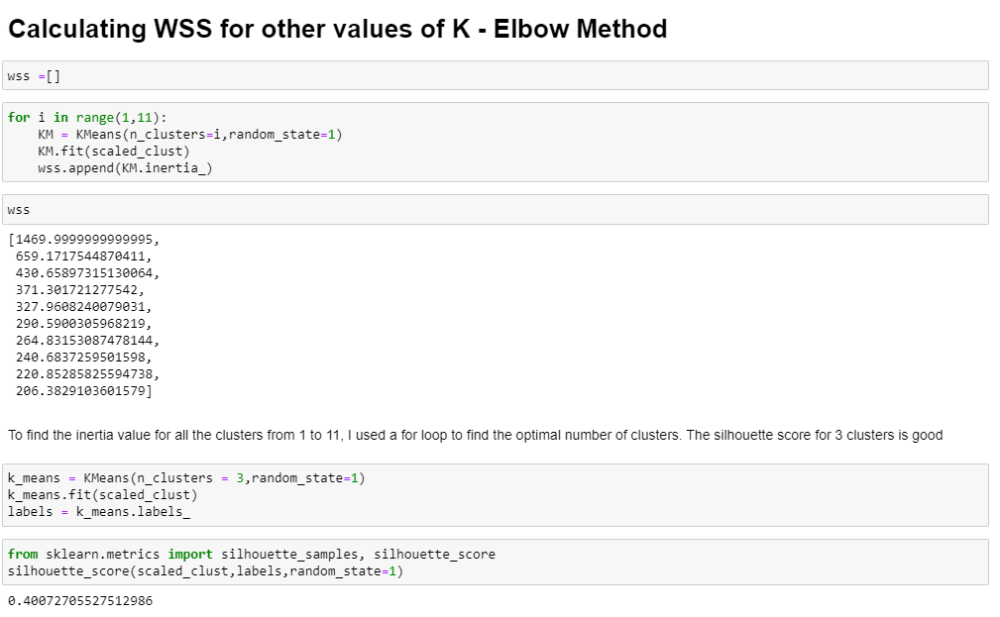 Calculating WSS for other values of K - Elbow Method
wss =[]
for i in range(1,11):
    KM = KMeans(n_clusters=i,random_state=1)
    KM.fit(scaled_clust)
    wss.append(KM.inertia_)
wss
[1469.9999999999995,
 659.1717544870411,
 430.65897315130064,
 371.301721277542,
 327.9608240079031,
 290.5900305968219,
 264.83153087478144,
 240.6837259501598,
 220.85285825594738,
 206.3829103601579]
To find the inertia value for all the clusters from 1 to 11, I used a for loop to find the optimal number of clusters. The silhouette score for 3 clusters is good
k_means = KMeans(n_clusters = 3,random_state=1)
k_means.fit(scaled_clust)
labels = k_means.labels_
from sklearn.metrics import silhouette_samples, silhouette_score
silhouette_score(scaled_clust,labels,random_state=1)
0.40072705527512986